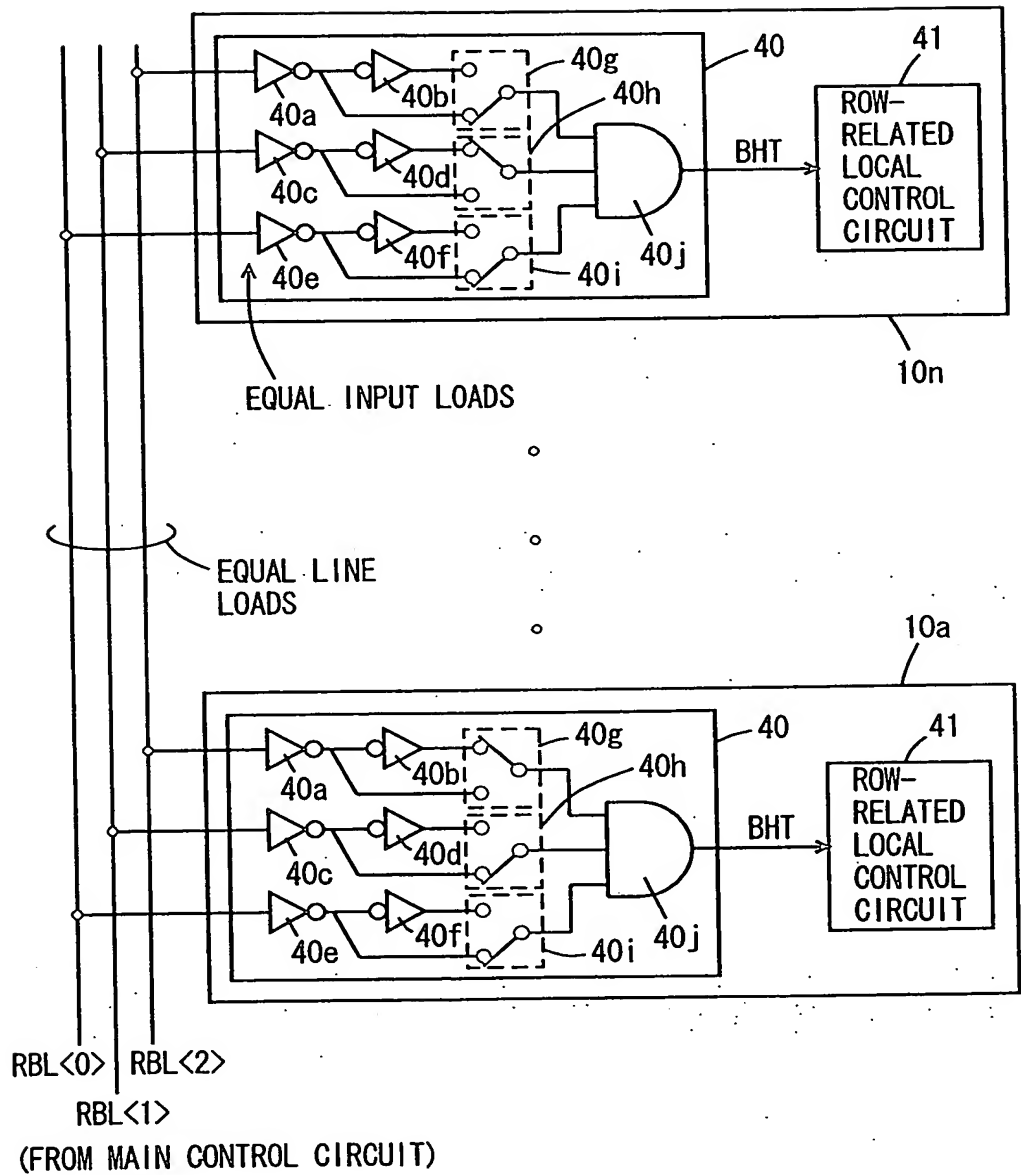 40g
40
41
40b
40h
ROW-
RELATED
LOCAL
CONTROL
CIRCUIT
40a
BHT
40d
40c
40j
40f
40e
40i
10n
EQUAL INPUT LOADS
EQUAL LINE
LOADS
10a
40g
40
41
40b
40h
ROW-
RELATED
LOCAL
CONTROL
CIRCUIT
40a
BHT
40d
40c
40f
40j
40e
40i
RBL<0>
RBL<2>
RBL<1>
(FROM MAIN CONTROL CIRCUIT)